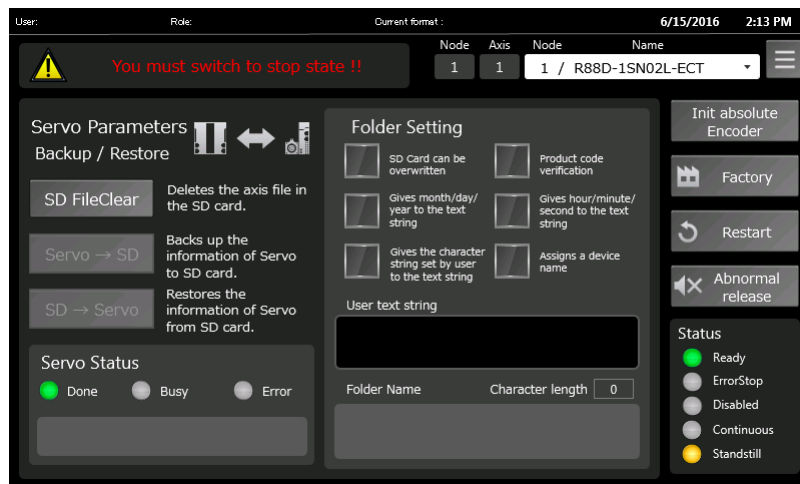 User:
Role:
Current format :
6/15/2016 2:13 PM
You must switch to stop state !!
Node Axis Node Name
1 1 1 / R88D-1SN02L-ECT
Servo Parameters
Backup / Restore
SD FileClear
Deletes the axis file in
the SD card.
Servo → SD
Backs up the
information of Servo
to SD card.
SD → Servo
Restores the
information of Servo
from SD card.
Servo Status
Done
Busy
Error
Folder Setting
SD Card can be
overwritten
Product code
verification
Gives month/day/
year to the text
string
Gives hour/minute/
second to the text
string
Gives the character
string set by user
to the text string
Assigns a device
name
User text string
Folder Name
Character length 0
Init absolute
Encoder
Factory
Restart
Abnormal
release
Status
Ready
ErrorStop
Disabled
Continuous
Standstill